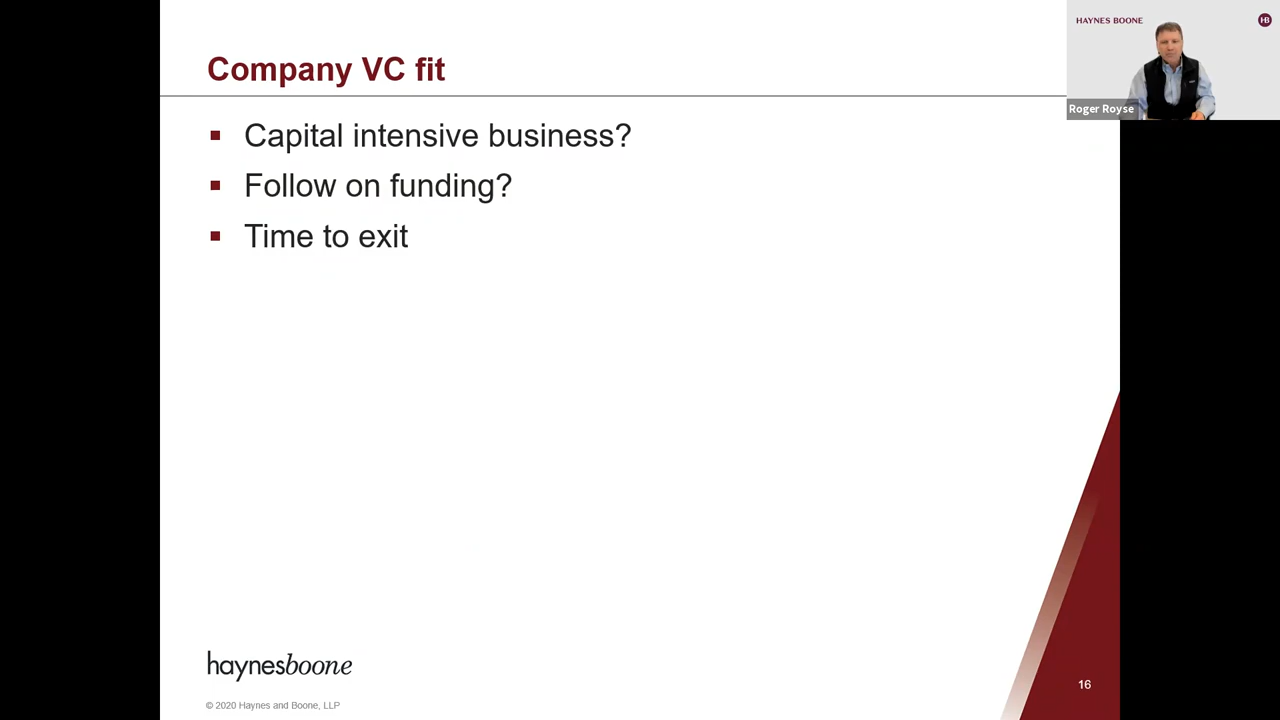 Company VC fit
Capital intensive business?
Follow on funding?
Time to exit
haynesboone
© 2020 Haynes and Boone, LLP
16
HAYNES BOONE
HB
Roger Royse